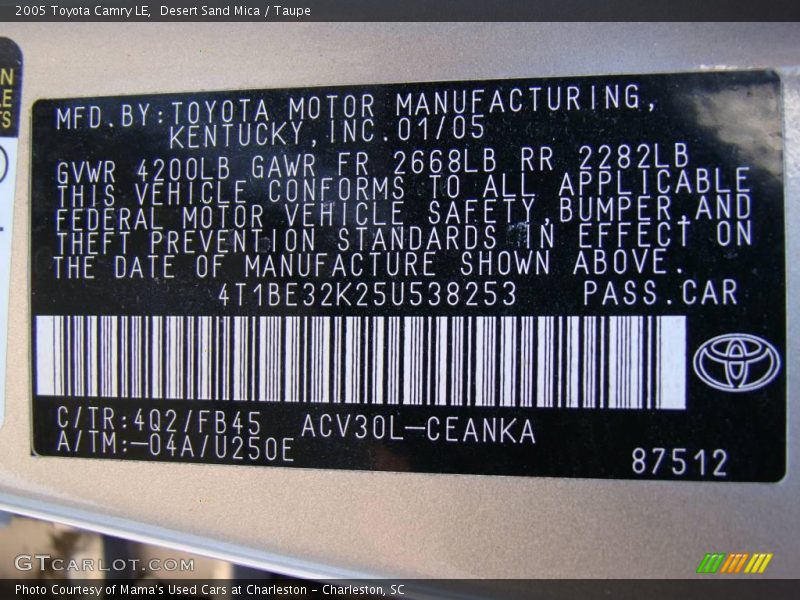 2005 Toyota Camry LE, Desert Sand Mica / Taupe
N
E
TS
MFD.BY:TOYOTA MOTOR MANUFACTURING,
KENTUCKY,INC.01/05
GVWR 4200LB GAWR FR 2668LB RR 2282LB
THIS VEHICLE CONFORMS TO ALL APPLICABLE
FEDERAL MOTOR VEHICLE SAFETY,BUMPER,AND
THEFT PREVENTION STANDARDS IN EFFECT ON
THE DATE OF MANUFACTURE SHOWN ABOVE.
4T1BE32K25U538253 PASS.CAR
C/TR:4Q2/FB45 ACV30L-CEANKA
A/TM:-04A/U250E
87512
GTCARLOT.COM
Photo Courtesy of Mama's Used Cars at Charleston - Charleston, SC